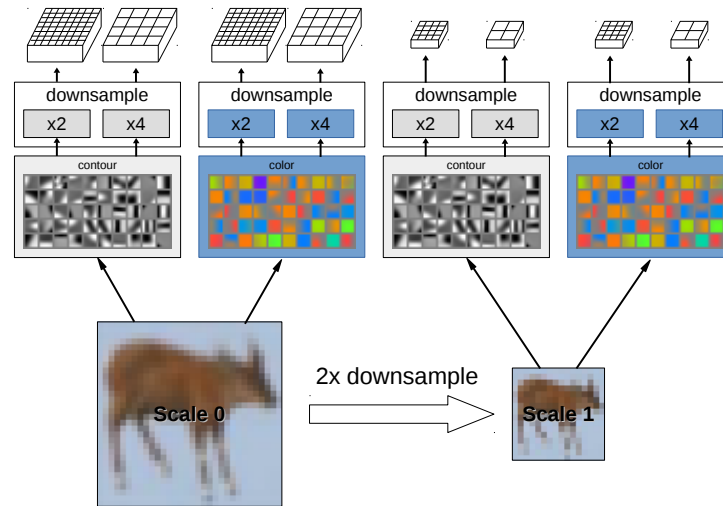 downsample
x2 x4
contour
downsample
x2 x4
color
downsample
x2 x4
contour
downsample
x2 x4
color
Scale 0
2x downsample
Scale 1